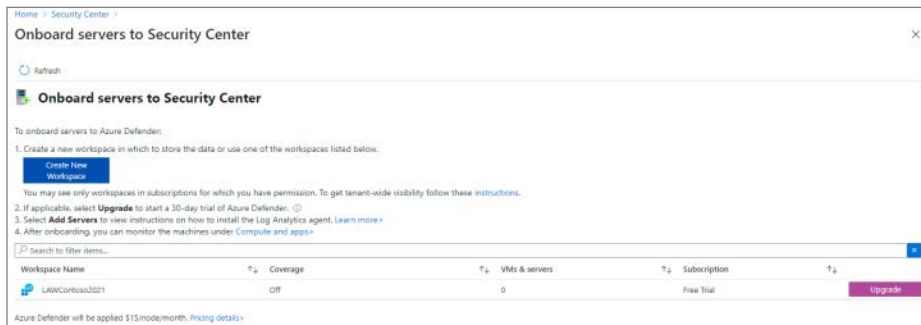 Home > Security Center >
Onboard servers to Security Center
Refresh
Onboard servers to Security Center
To onboard servers to Azure Defender:
1. Create a new workspace in which to store the data or use one of the workspaces listed below.
Create New
Workspace
You may see only workspaces in subscriptions for which you have permission. To get tenant-wide visibility follow these instructions.
2. If applicable, select Upgrade to start a 30-day trial of Azure Defender.
3. Select Add Servers to view instructions on how to install the Log Analytics agent. Learn more>
4. After onboarding, you can monitor the machines under Compute and apps>
Search to filter items...
Workspace Name Coverage VMs & servers Subscription
LAWContoso2021 Off 0 Free Trial Upgrade
Azure Defender will be applied $15/node/month. Pricing details>